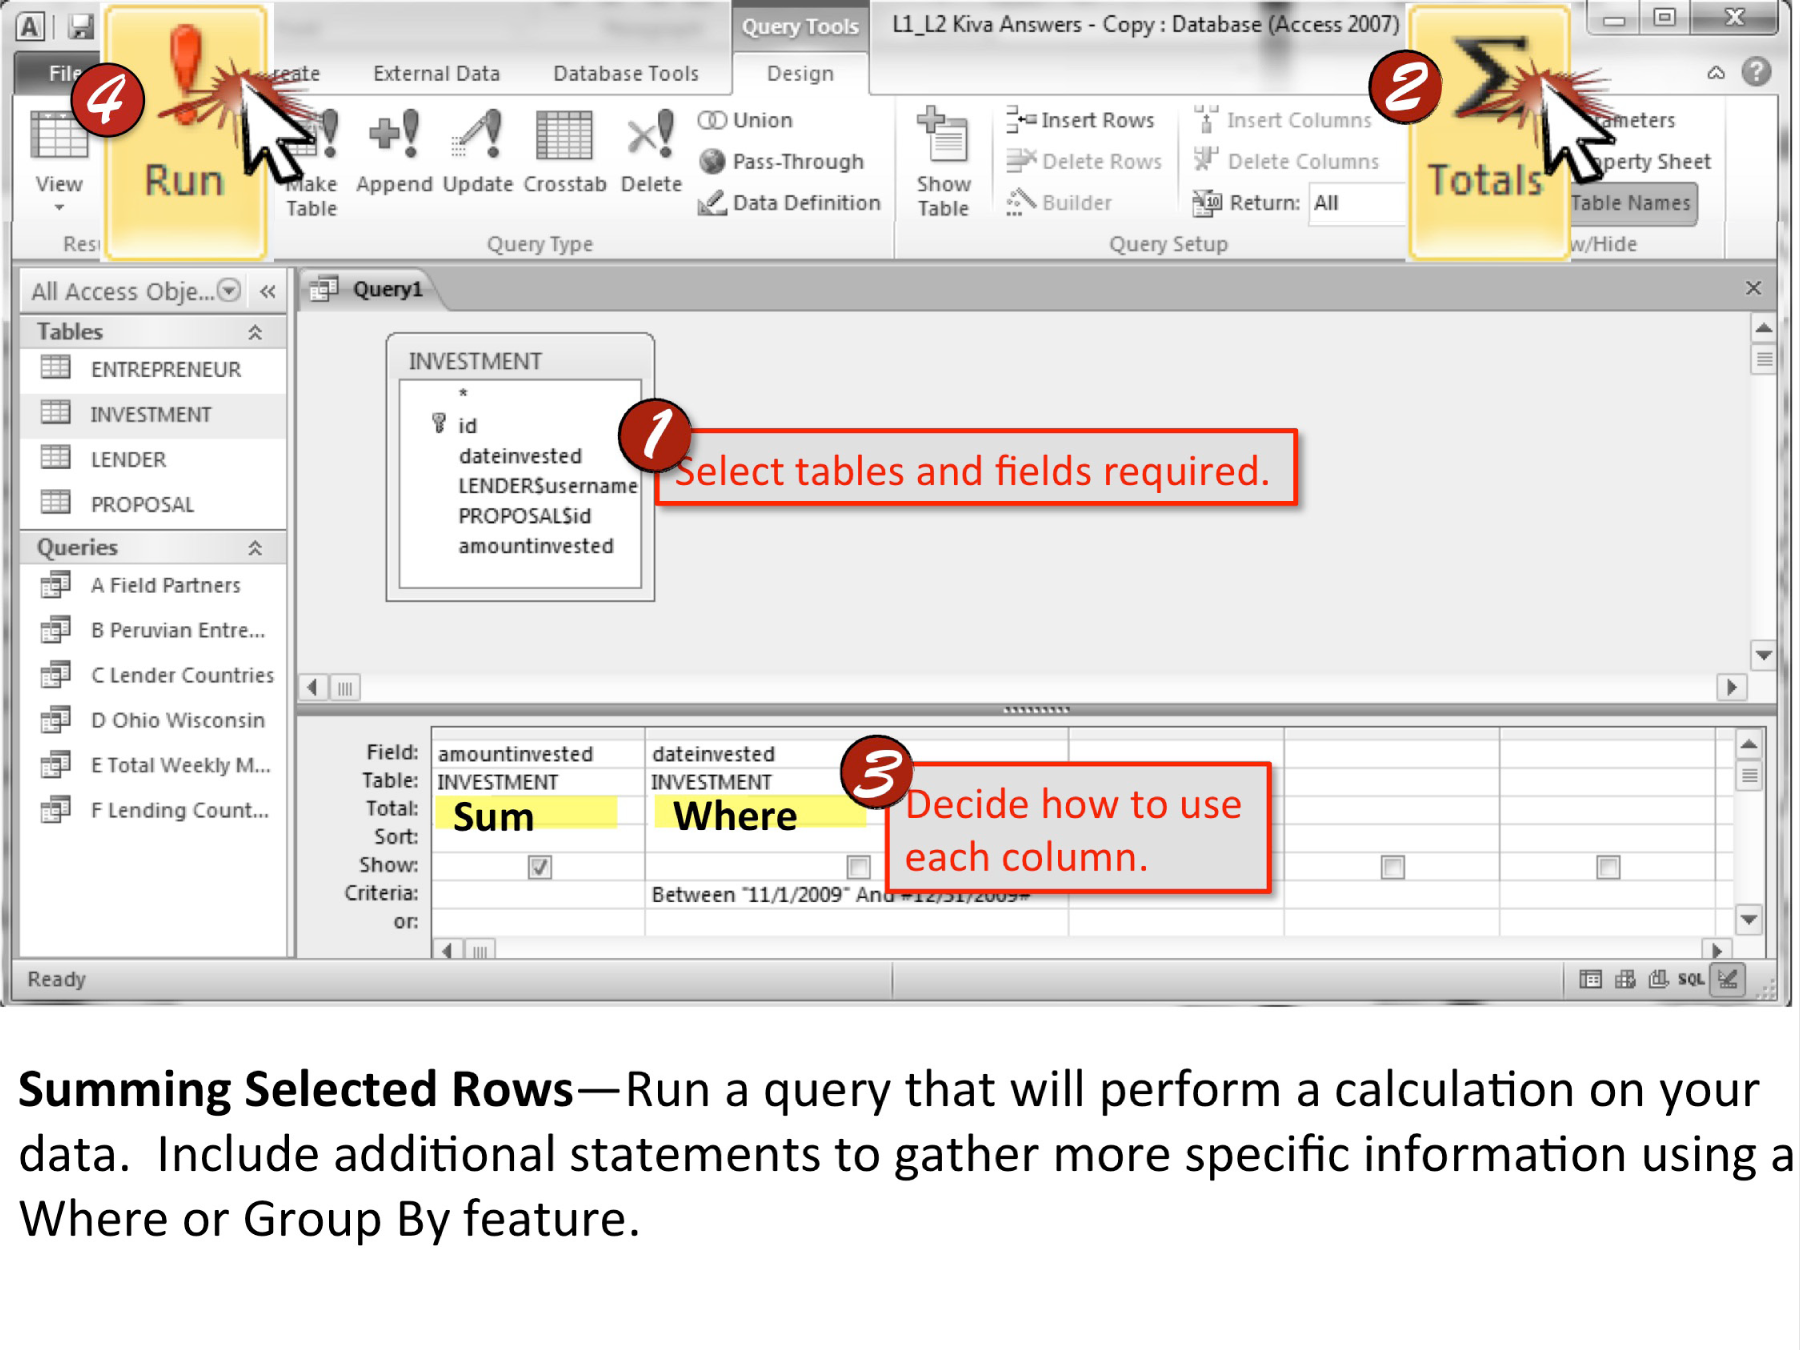 A
Query Tools
L1_L2 Kiva Answers - Copy : Database (Access 2007)
File
reate
External Data
Database Tools
Design
4
Run
2
Totals
View
Make Table
Append
Update
Crosstab
Delete
Union
Pass-Through
Data Definition
Show Table
Insert Rows
Delete Rows
Builder
Insert Columns
Delete Columns
Return: All
ameters
operty Sheet
Table Names
Res
Query Type
Query Setup
w/Hide
All Access Obje...
Query1
Tables
ENTREPRENEUR
INVESTMENT
LENDER
PROPOSAL
Queries
A Field Partners
B Peruvian Entre...
C Lender Countries
D Ohio Wisconsin
E Total Weekly M...
F Lending Count...
INVESTMENT
*
id
dateinvested
LENDER$username
PROPOSAL$id
amountinvested
1
Select tables and fields required.
Field: amountinvested dateinvested
Table: INVESTMENT INVESTMENT
Total: Sum Where
Sort:
Show:
Criteria: Between "11/1/2009" And #12/31/2009#
or:
3
Decide how to use
each column.
Ready
SQL
Summing Selected Rows—Run a query that will perform a calculation on your
data. Include additional statements to gather more specific information using a
Where or Group By feature.